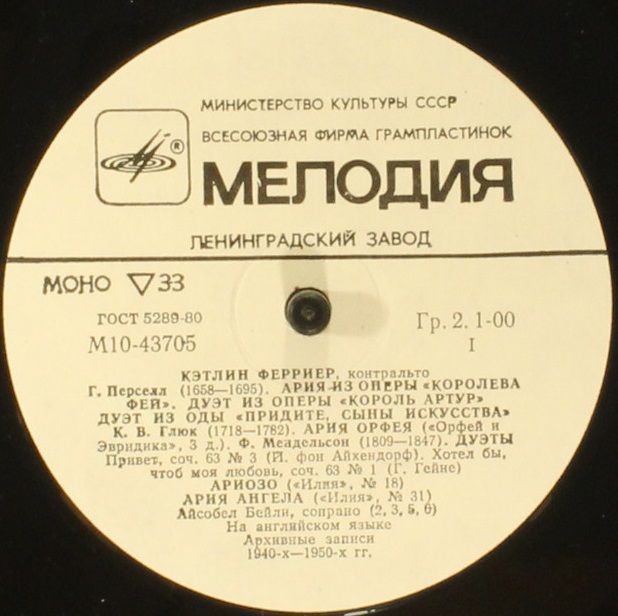 МИНИСТЕРСТВО КУЛЬТУРЫ СССР
ВСЕСОЮЗНАЯ ФИРМА ГРАМПЛАСТИНОК
®
МЕЛОДИЯ
ЛЕНИНГРАДСКИЙ ЗАВОД
МОНО ▽ 33
ГОСТ 5289-80
Гр. 2. 1-00
М10-43705
I
КЭТЛИН ФЕРРИЕР, контральто
Г. Перселл (1658—1695). АРИЯ ИЗ ОПЕРЫ «КОРОЛЕВА
ФЕЙ». ДУЭТ ИЗ ОПЕРЫ «КОРОЛЬ АРТУР»
ДУЭТ ИЗ ОДЫ «ПРИДИТЕ, СЫНЫ ИСКУССТВА»
К. В. Глюк (1718—1782). АРИЯ ОРФЕЯ («Орфей и
Эвридика», 3 д.). Ф. Мендельсон (1809—1847). ДУЭТЫ
Привет, соч. 63 № 3 (Й. фон Айхендорф). Хотел бы,
чтоб моя любовь, соч. 63 № 1 (Г. Гейне)
АРИОЗО («Илия», № 18)
АРИЯ АНГЕЛА («Илия», № 31)
Айсобел Бейли, сопрано (2, 3, 5, 6)
На английском языке
Архивные записи
1940-х—1950-х гг.